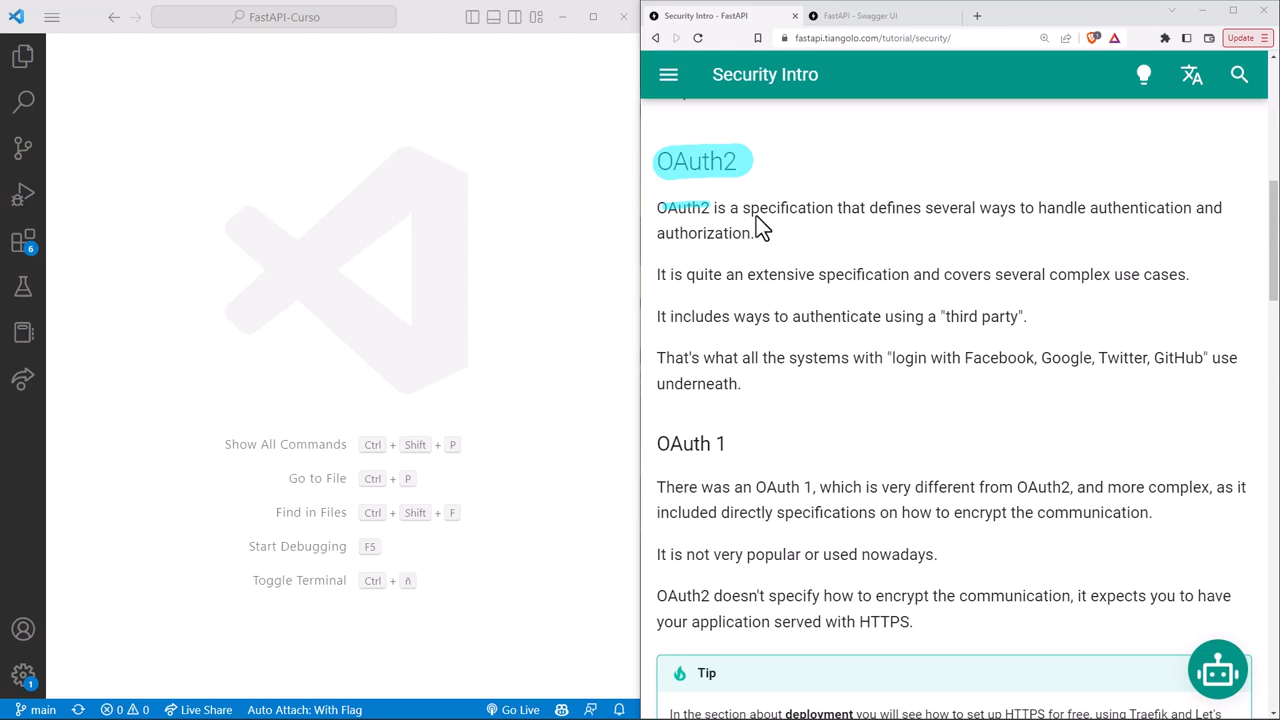 FastAPI-Curso
Security Intro - FastAPI
FastAPI - Swagger UI
fastapi.tiangolo.com/tutorial/security/
Update
Security Intro
OAuth2
OAuth2 is a specification that defines several ways to handle authentication and
authorization.
It is quite an extensive specification and covers several complex use cases.
It includes ways to authenticate using a "third party".
That's what all the systems with "login with Facebook, Google, Twitter, GitHub" use
underneath.
OAuth 1
There was an OAuth 1, which is very different from OAuth2, and more complex, as it
included directly specifications on how to encrypt the communication.
It is not very popular or used nowadays.
OAuth2 doesn't specify how to encrypt the communication, it expects you to have
your application served with HTTPS.
Tip
In the section about deployment you will see how to set up HTTPS for free, using Traefik and Let's
6
Show All Commands Ctrl + Shift + P
Go to File Ctrl + P
Find in Files Ctrl + Shift + F
Start Debugging F5
Toggle Terminal Ctrl + ñ
1
main 0 0 Live Share Auto Attach: With Flag Go Live